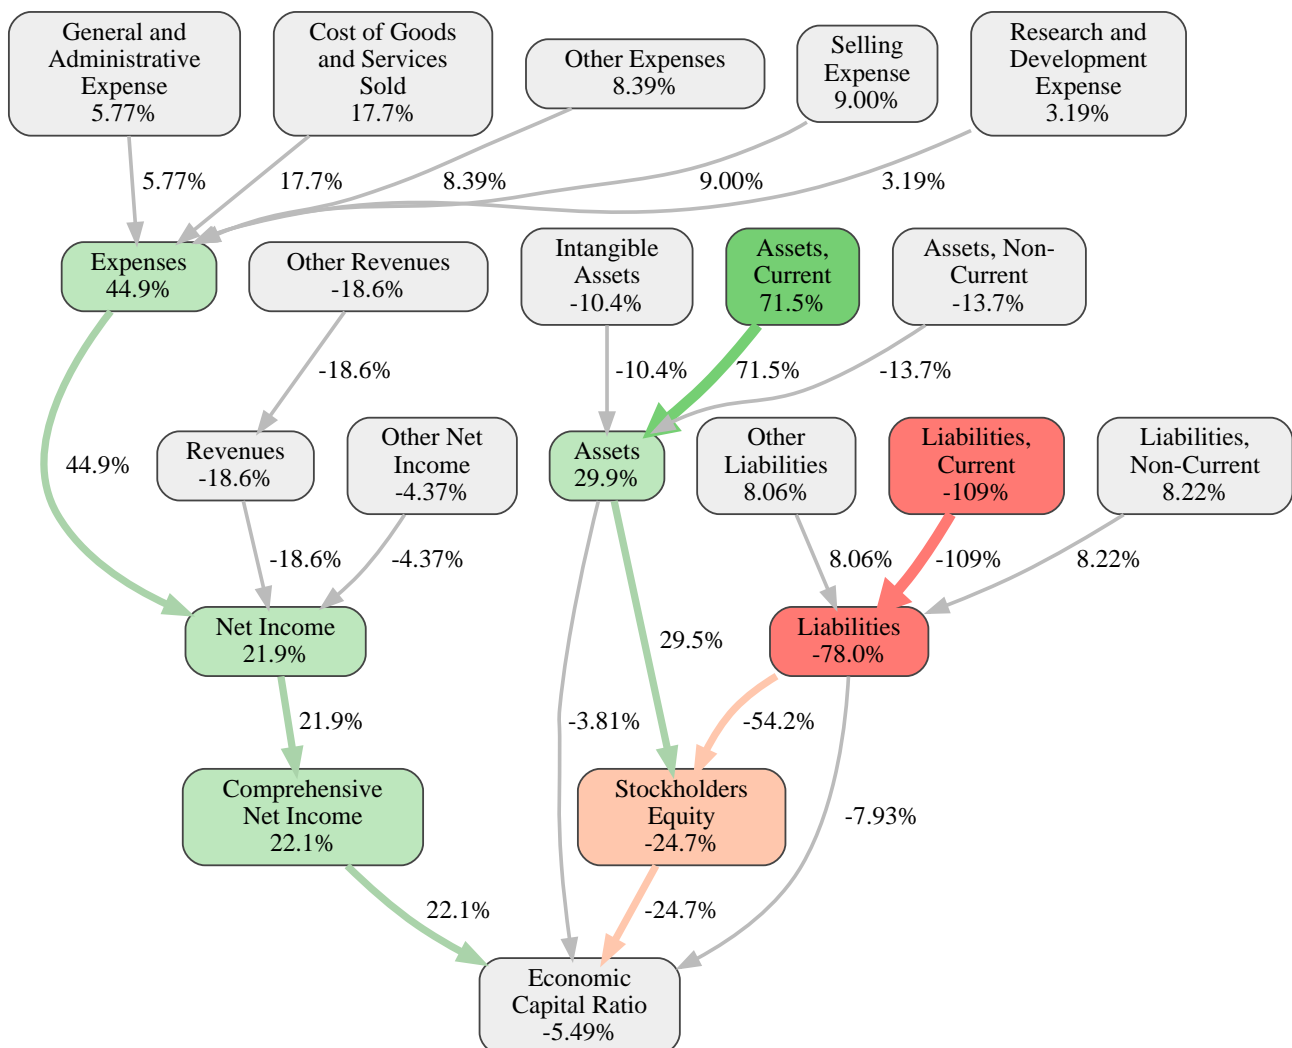 General and
Administrative
Expense
5.77%
Cost of Goods
and Services
Sold
17.7%
Other Expenses
8.39%
Selling
Expense
9.00%
Research and
Development
Expense
3.19%
5.77%
17.7%
8.39%
9.00%
3.19%
Expenses
44.9%
Other Revenues
-18.6%
Intangible
Assets
-10.4%
Assets,
Current
71.5%
Assets, Non-
Current
-13.7%
-18.6%
-10.4%
71.5%
-13.7%
44.9%
Revenues
-18.6%
Other Net
Income
-4.37%
Assets
29.9%
Other
Liabilities
8.06%
Liabilities,
Current
-109%
Liabilities,
Non-Current
8.22%
-18.6%
-4.37%
8.06%
-109%
8.22%
Net Income
21.9%
29.5%
Liabilities
-78.0%
21.9%
-3.81%
-54.2%
Comprehensive
Net Income
22.1%
Stockholders
Equity
-24.7%
-7.93%
22.1%
-24.7%
Economic
Capital Ratio
-5.49%